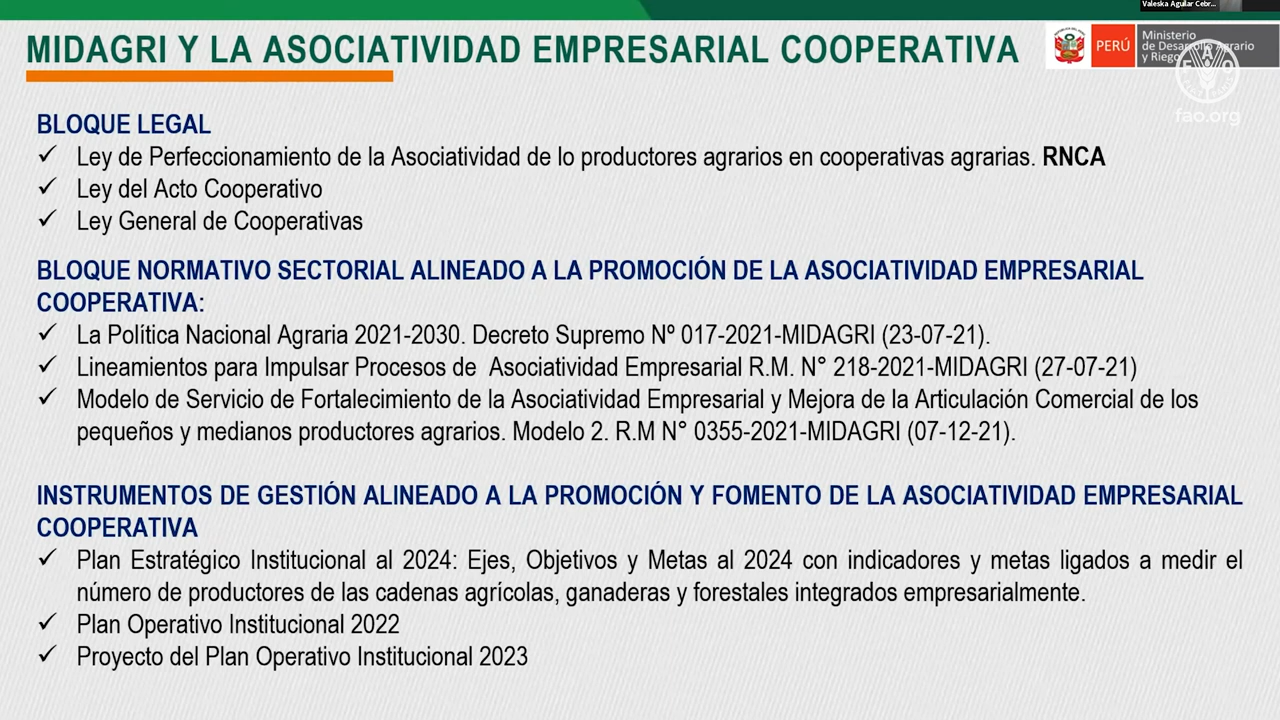 Valeska Aguilar Cebr...
MIDAGRI Y LA ASOCIATIVIDAD EMPRESARIAL COOPERATIVA
PERÚ
Ministerio
de Desarrollo Agrario
y Riego
fao.org
BLOQUE LEGAL
✓ Ley de Perfeccionamiento de la Asociatividad de lo productores agrarios en cooperativas agrarias. RNCA
✓ Ley del Acto Cooperativo
✓ Ley General de Cooperativas
BLOQUE NORMATIVO SECTORIAL ALINEADO A LA PROMOCIÓN DE LA ASOCIATIVIDAD EMPRESARIAL
COOPERATIVA:
✓ La Política Nacional Agraria 2021-2030. Decreto Supremo Nº 017-2021-MIDAGRI (23-07-21).
✓ Lineamientos para Impulsar Procesos de Asociatividad Empresarial R.M. N° 218-2021-MIDAGRI (27-07-21)
✓ Modelo de Servicio de Fortalecimiento de la Asociatividad Empresarial y Mejora de la Articulación Comercial de los
pequeños y medianos productores agrarios. Modelo 2. R.M N° 0355-2021-MIDAGRI (07-12-21).
INSTRUMENTOS DE GESTIÓN ALINEADO A LA PROMOCIÓN Y FOMENTO DE LA ASOCIATIVIDAD EMPRESARIAL
COOPERATIVA
✓ Plan Estratégico Institucional al 2024: Ejes, Objetivos y Metas al 2024 con indicadores y metas ligados a medir el
número de productores de las cadenas agrícolas, ganaderas y forestales integrados empresarialmente.
✓ Plan Operativo Institucional 2022
✓ Proyecto del Plan Operativo Institucional 2023